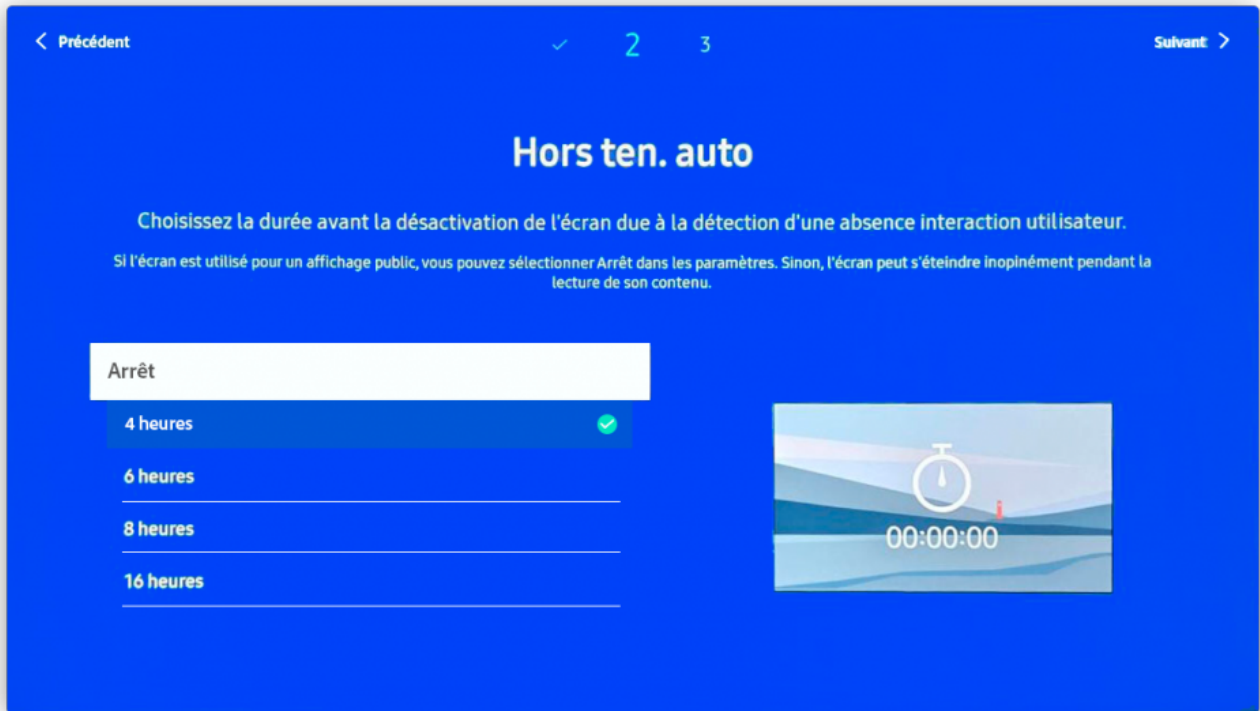 Précédent
2
3
Suivant
Hors ten. auto
Choisissez la durée avant la désactivation de l'écran due à la détection d'une absence interaction utilisateur.
Si l'écran est utilisé pour un affichage public, vous pouvez sélectionner Arrêt dans les paramètres. Sinon, l'écran peut s'éteindre inopinément pendant la
lecture de son contenu.
Arrêt
4 heures
6 heures
8 heures
16 heures
00:00:00